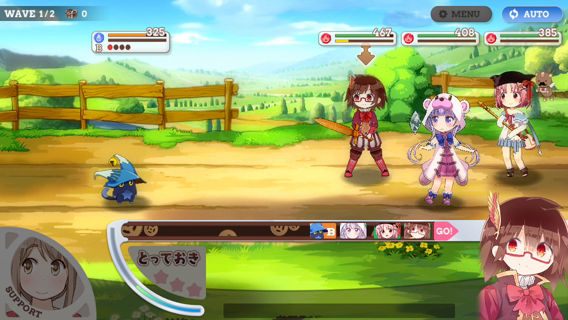 WAVE 1/2 0
MENU
AUTO
325
B
467
408
385
B
GO!
とっておき
SUPPORT